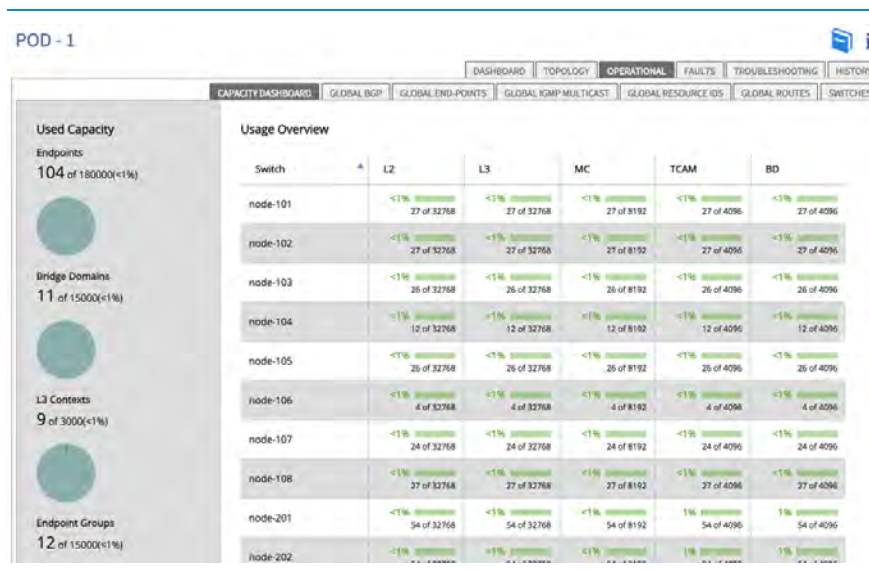 POD - 1
DASHBOARD TOPOLOGY OPERATIONAL FAULTS TROUBLESHOOTING HISTORY
CAPACITY DASHBOARD GLOBAL BGP GLOBAL END-POINTS GLOBAL IGMP MULTICAST GLOBAL RESOURCE IDS GLOBAL ROUTES SWITCHES
Used Capacity
Endpoints
104 of 180000(<1%)
Bridge Domains
11 of 15000(<1%)
L3 Contexts
9 of 3000(<1%)
Endpoint Groups
12 of 15000(<1%)
Usage Overview
Switch L2 L3 MC TCAM BD
node-101 <1% <1% <1% <1% <1%
27 of 32768 27 of 32768 27 of 8192 27 of 4096 27 of 4096
node-102 <1% <1% <1% <1% <1%
27 of 32768 27 of 32768 27 of 8192 27 of 4096 27 of 4096
node-103 <1% <1% <1% <1% <1%
26 of 32768 26 of 32768 26 of 8192 26 of 4096 26 of 4096
node-104 <1% <1% <1% <1% <1%
12 of 32768 12 of 32768 12 of 8192 12 of 4096 12 of 4096
node-105 <1% <1% <1% <1% <1%
26 of 32768 26 of 32768 26 of 8192 26 of 4096 26 of 4096
node-106 <1% <1% <1% <1% <1%
4 of 32768 4 of 32768 4 of 8192 4 of 4096 4 of 4096
node-107 <1% <1% <1% <1% <1%
24 of 32768 24 of 32768 24 of 8192 24 of 4096 24 of 4096
node-108 <1% <1% <1% <1% <1%
27 of 32768 27 of 32768 27 of 8192 27 of 4096 27 of 4096
node-201 <1% <1% <1% 1% 1%
54 of 32768 54 of 32768 54 of 8192 54 of 4096 54 of 4096
node-202 <1% <1% <1% 1% 1%